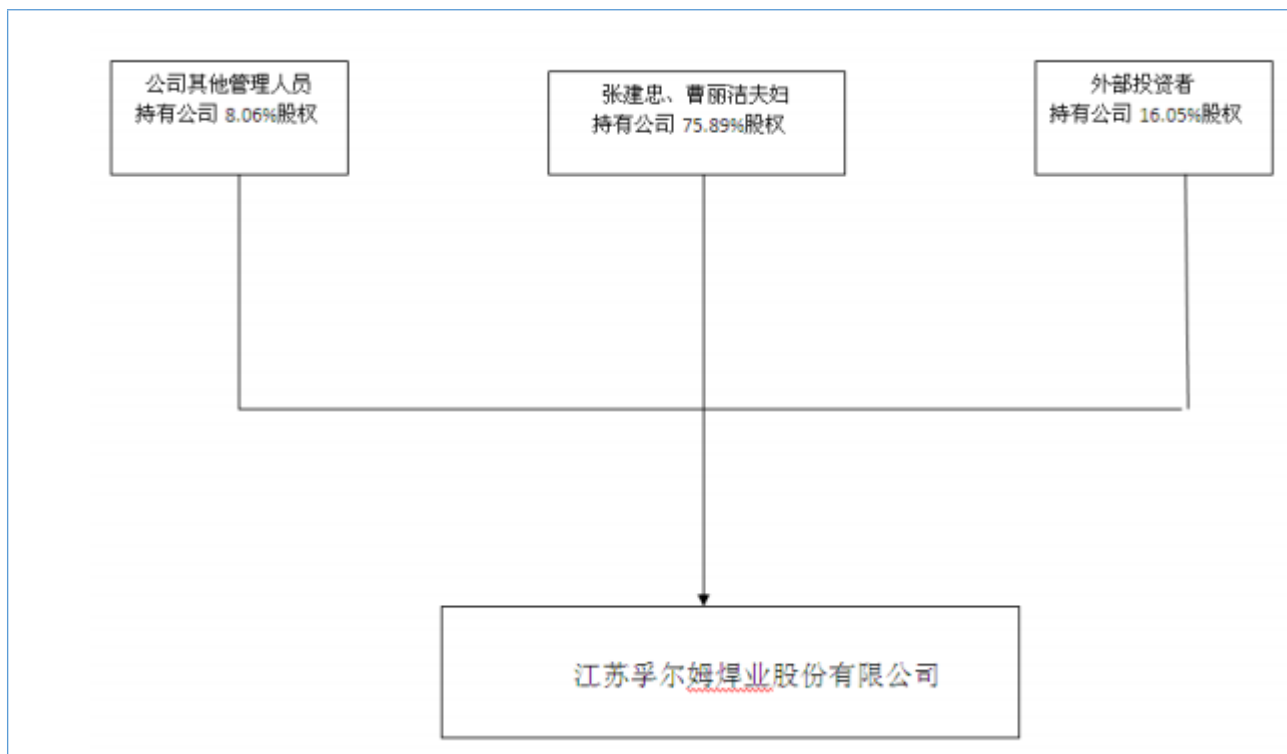 公司其他管理人员
持有公司 8.06%股权
张建忠、曹丽洁夫妇
持有公司 75.89%股权
外部投资者
持有公司 16.05%股权
江苏孚尔姆焊业股份有限公司